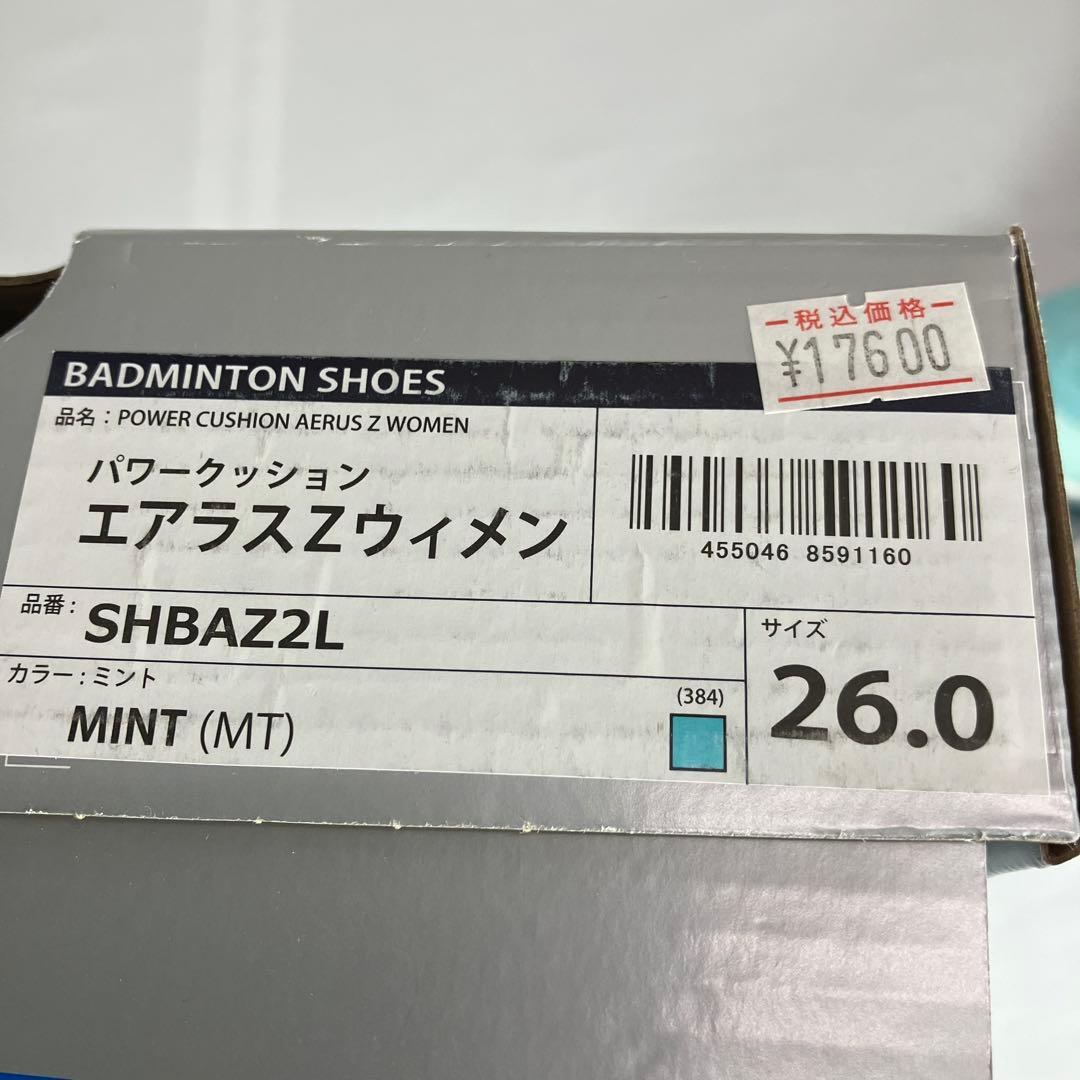 ー税込価格ー
¥17600
BADMINTON SHOES
品名：POWER CUSHION AERUS Z WOMEN
パワークッション
エアラスZウィメン
455046 8591160
品番：SHBAZ2L
カラー：ミント
MINT (MT)
(384)
サイズ
26.0